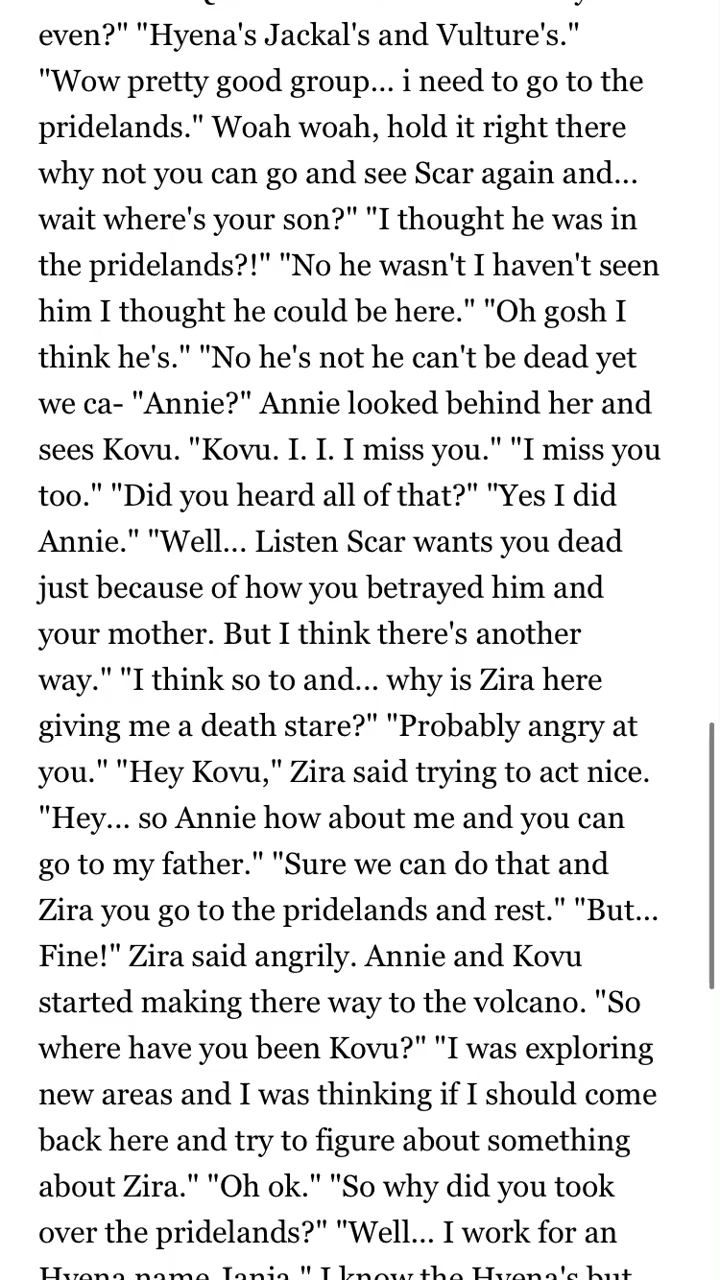 even?" "Hyena's Jackal's and Vulture's."
"Wow pretty good group... i need to go to the
pridelands." Woah woah, hold it right there
why not you can go and see Scar again and...
wait where's your son?" "I thought he was in
the pridelands?!" "No he wasn't I haven't seen
him I thought he could be here." "Oh gosh I
think he's." "No he's not he can't be dead yet
we ca- "Annie?" Annie looked behind her and
sees Kovu. "Kovu. I. I. I miss you." "I miss you
too." "Did you heard all of that?" "Yes I did
Annie." "Well... Listen Scar wants you dead
just because of how you betrayed him and
your mother. But I think there's another
way." "I think so to and... why is Zira here
giving me a death stare?" "Probably angry at
you." "Hey Kovu," Zira said trying to act nice.
"Hey... so Annie how about me and you can
go to my father." "Sure we can do that and
Zira you go to the pridelands and rest." "But...
Fine!" Zira said angrily. Annie and Kovu
started making there way to the volcano. "So
where have you been Kovu?" "I was exploring
new areas and I was thinking if I should come
back here and try to figure about something
about Zira." "Oh ok." "So why did you took
over the pridelands?" "Well... I work for an
Hyena name Janja." I know the Hyena's but